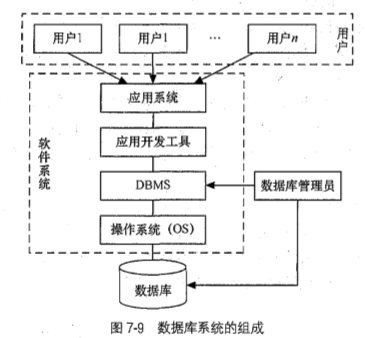 用户1 用户1 … 用户n
用户
应用系统
应用开发工具
软件系统
DBMS
数据库管理员
操作系统（OS）
数据库
图 7-9 数据库系统的组成